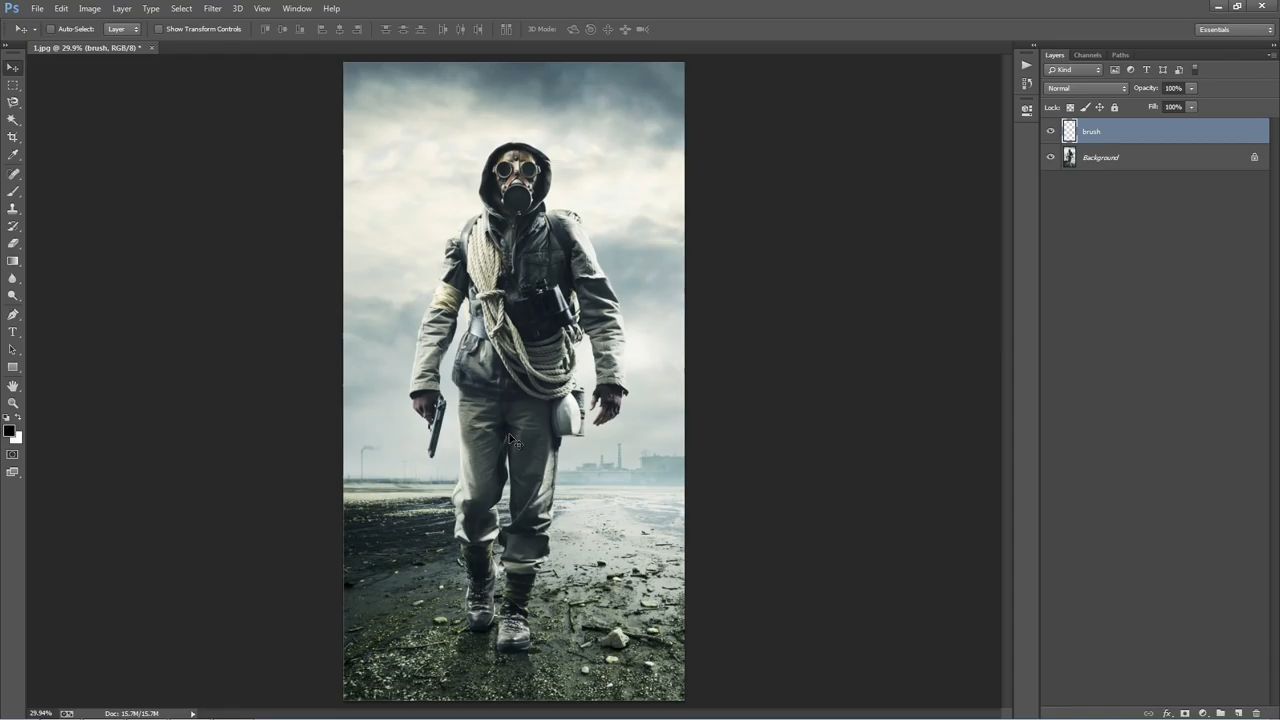 Ps File Edit Image Layer Type Select Filter 3D View Window Help
Auto-Select: Layer Show Transform Controls 3D Mode: Essentials
1.jpg @ 29.9% (brush, RGB/8) * ×
Layers Channels Paths
Kind
Normal Opacity: 100%
Lock: Fill: 100%
brush
Background
29.94% Doc: 15.7M/15.7M